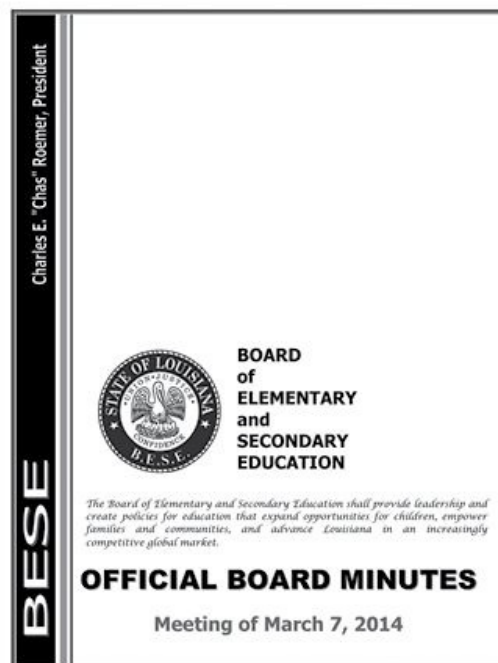 Charles E. "Chas" Roemer, President
BESE
STATE OF LOUISIANA
UNION · JUSTICE
CONFIDENCE
B.E.S.E.
BOARD
of
ELEMENTARY
and
SECONDARY
EDUCATION
The Board of Elementary and Secondary Education shall provide leadership and
create policies for education that expand opportunities for children, empower
families and communities, and advance Louisiana in an increasingly
competitive global market.
OFFICIAL BOARD MINUTES
Meeting of March 7, 2014